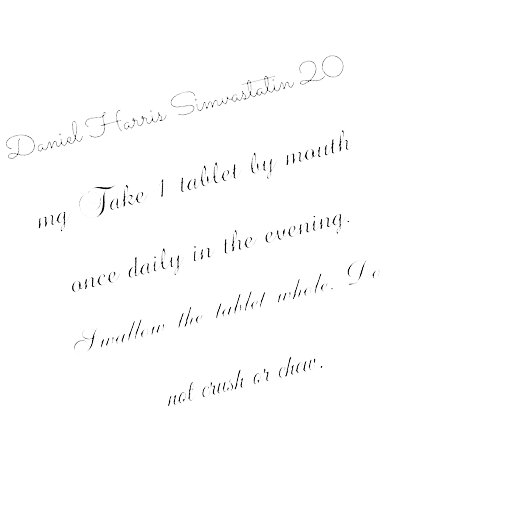 Daniel Harris Simvastatin 20
mg Take 1 tablet by mouth
once daily in the evening.
Swallow the tablet whole. Do
not crush or chew.